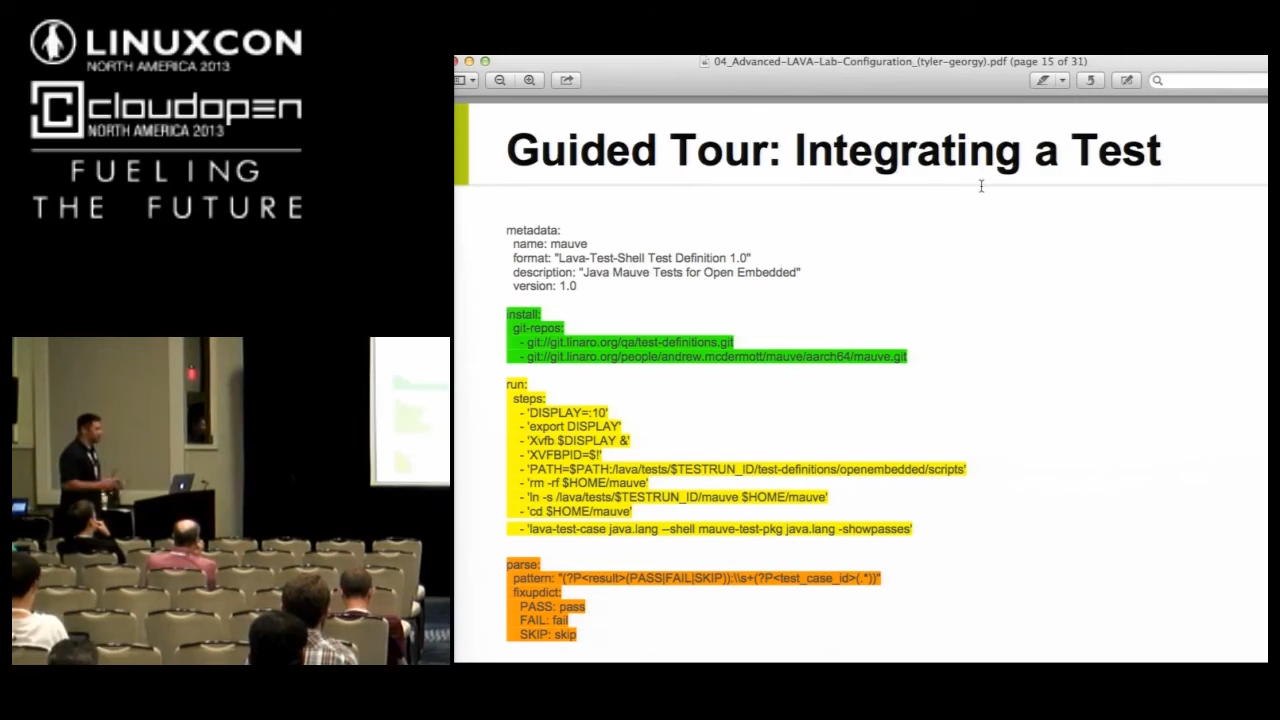 LINUXCON
NORTH AMERICA 2013
cloudopen
NORTH AMERICA 2013
FUELING
THE FUTURE
04_Advanced-LAVA-Lab-Configuration_(tyler-georgy).pdf (page 15 of 31)
Guided Tour: Integrating a Test
metadata:
name: mauve
format: "Lava-Test-Shell Test Definition 1.0"
description: "Java Mauve Tests for Open Embedded"
version: 1.0
install:
git-repos:
- git://git.linaro.org/qa/test-definitions.git
- git://git.linaro.org/people/andrew.mcdermott/mauve/aarch64/mauve.git
run:
steps:
- 'DISPLAY=:10'
- 'export DISPLAY'
- 'Xvfb $DISPLAY &'
- 'XVFBPID=$!'
- 'PATH=$PATH:/lava/tests/$TESTRUN_ID/test-definitions/openembedded/scripts'
- 'rm -rf $HOME/mauve'
- 'ln -s /lava/tests/$TESTRUN_ID/mauve $HOME/mauve'
- 'cd $HOME/mauve'
- 'lava-test-case java.lang --shell mauve-test-pkg java.lang -showpasses'
parse:
pattern: "(?P<result>(PASS|FAIL|SKIP)):\\s+(?P<test_case_id>(.*))"
fixupdict:
PASS: pass
FAIL: fail
SKIP: skip